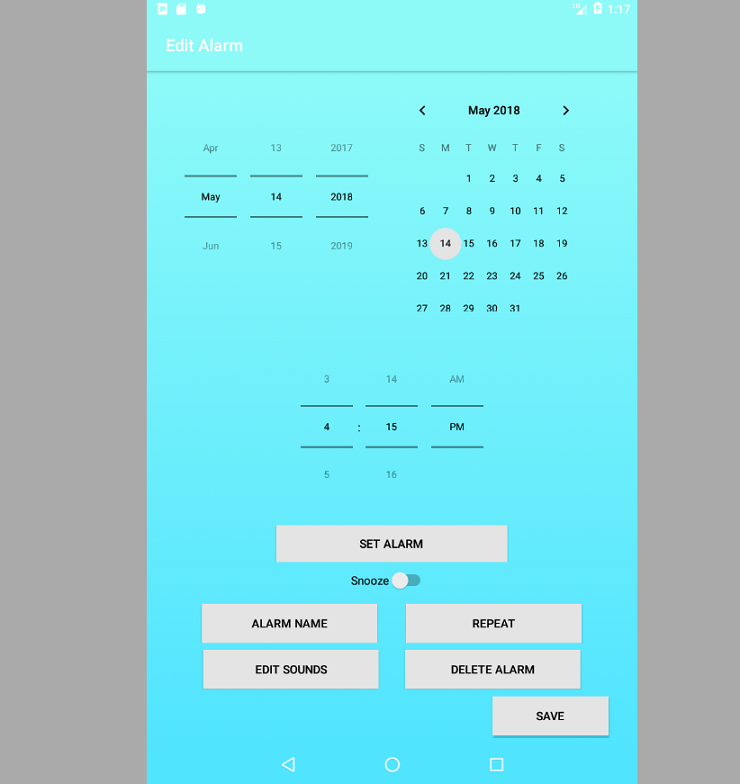 1:17
Edit Alarm
May 2018
Apr 13 2017
S M T W T F S
1 2 3 4 5
May 14 2018
6 7 8 9 10 11 12
Jun 15 2019
13 14 15 16 17 18 19
20 21 22 23 24 25 26
27 28 29 30 31
3 14 AM
4 : 15 PM
5 16
SET ALARM
Snooze
ALARM NAME REPEAT
EDIT SOUNDS DELETE ALARM
SAVE